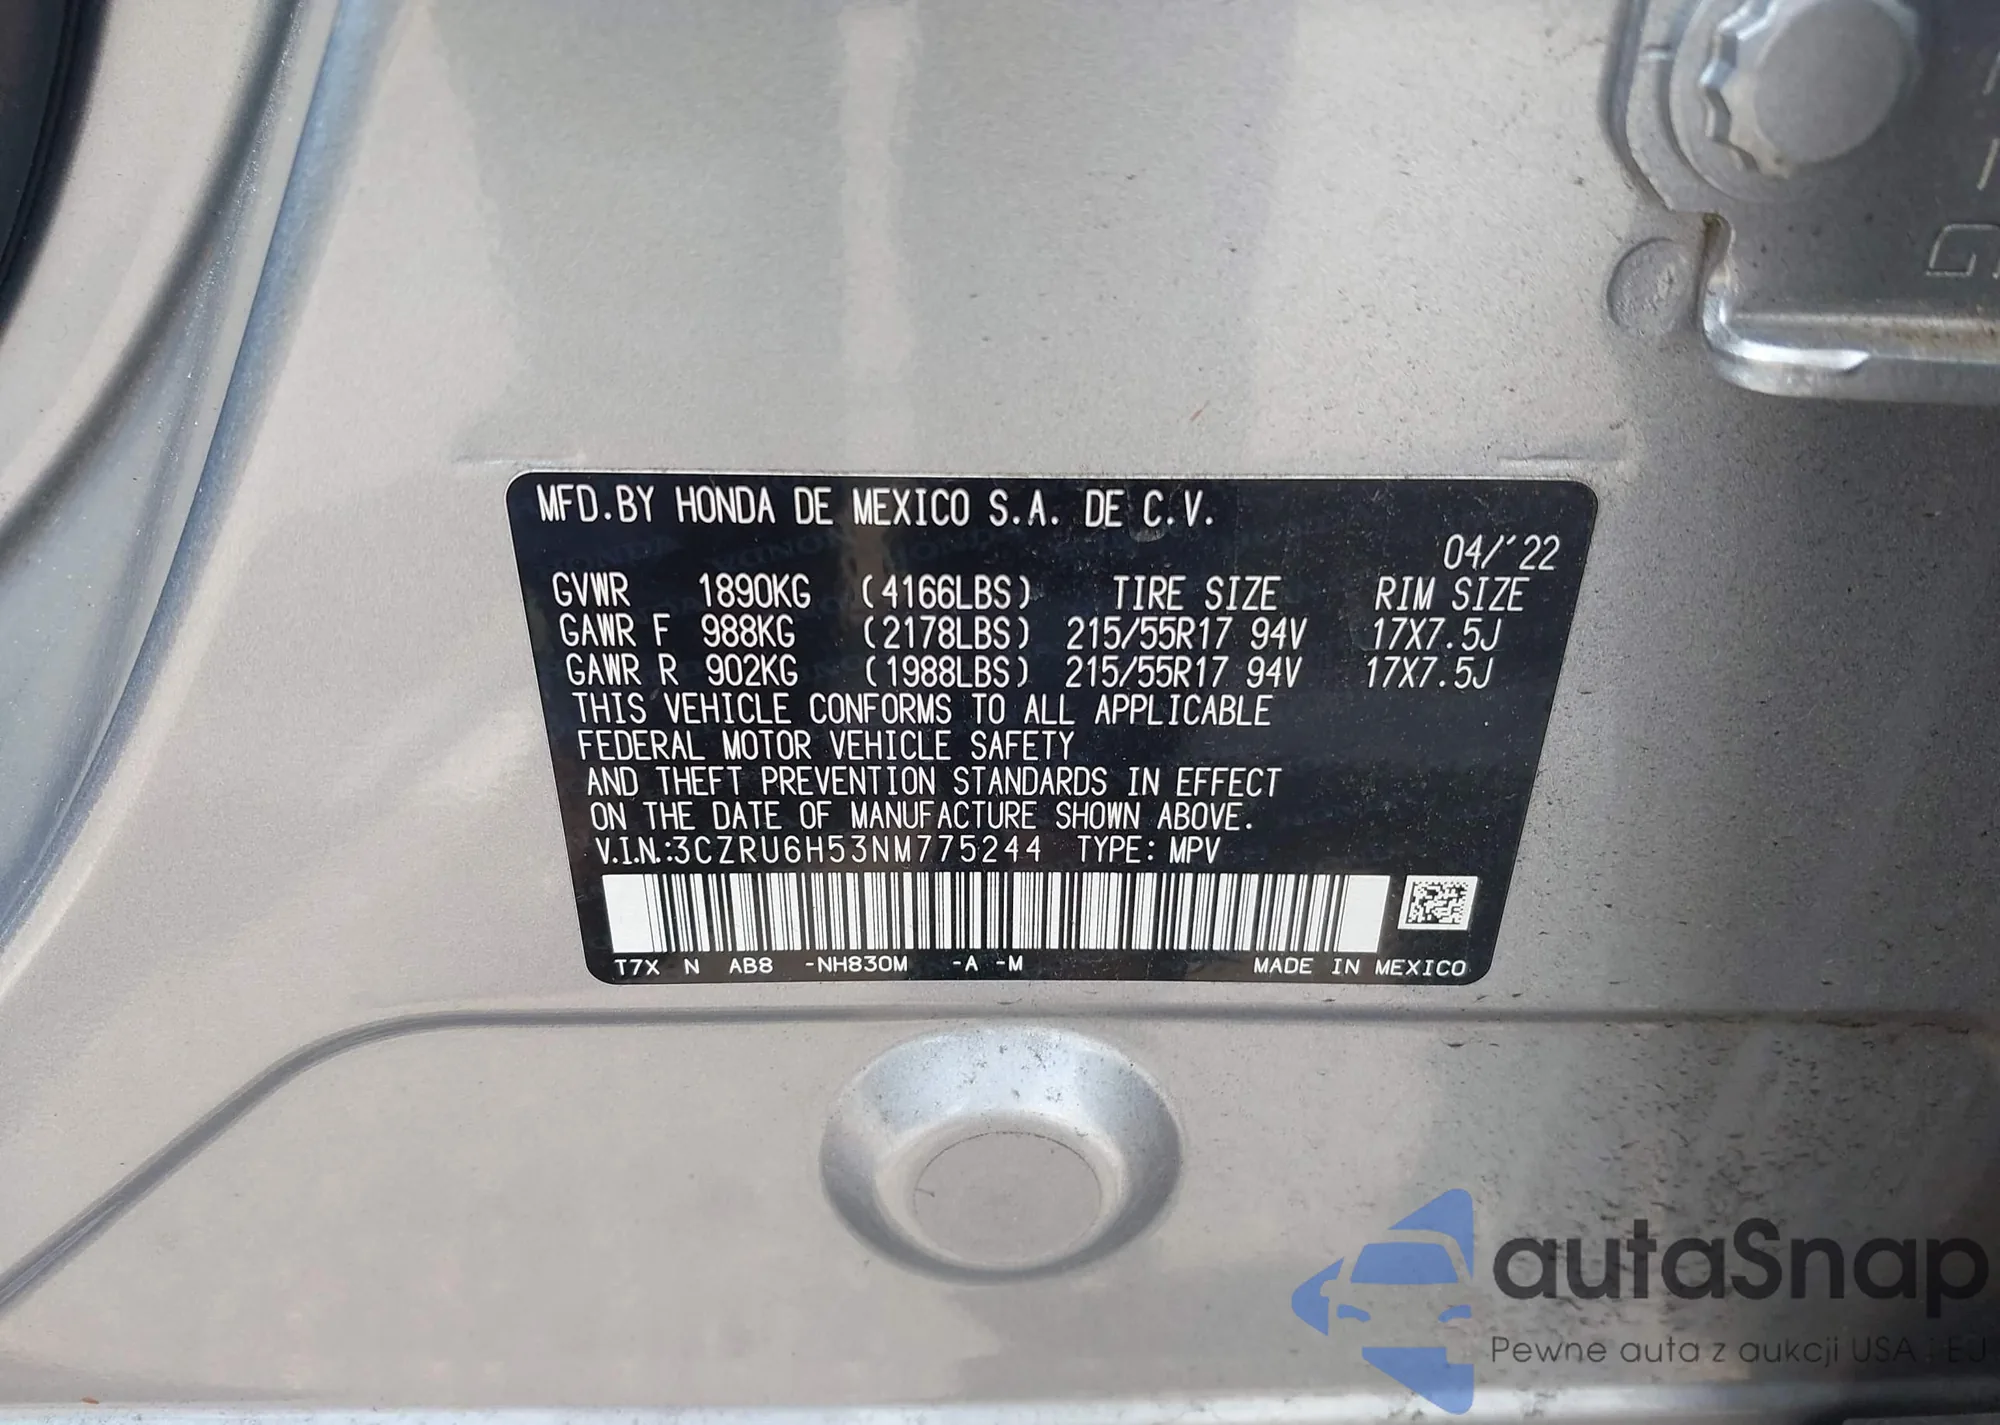 MFD.BY HONDA DE MEXICO S.A. DE C.V.
04/'22
GVWR 1890KG (4166LBS) TIRE SIZE RIM SIZE
GAWR F 988KG (2178LBS) 215/55R17 94V 17X7.5J
GAWR R 902KG (1988LBS) 215/55R17 94V 17X7.5J
THIS VEHICLE CONFORMS TO ALL APPLICABLE
FEDERAL MOTOR VEHICLE SAFETY
AND THEFT PREVENTION STANDARDS IN EFFECT
ON THE DATE OF MANUFACTURE SHOWN ABOVE.
V.I.N.:3CZRU6H53NM775244 TYPE: MPV
T7X N AB8 -NH830M -A -M MADE IN MEXICO
autaSnap
Pewne auta z aukcji USA i EU